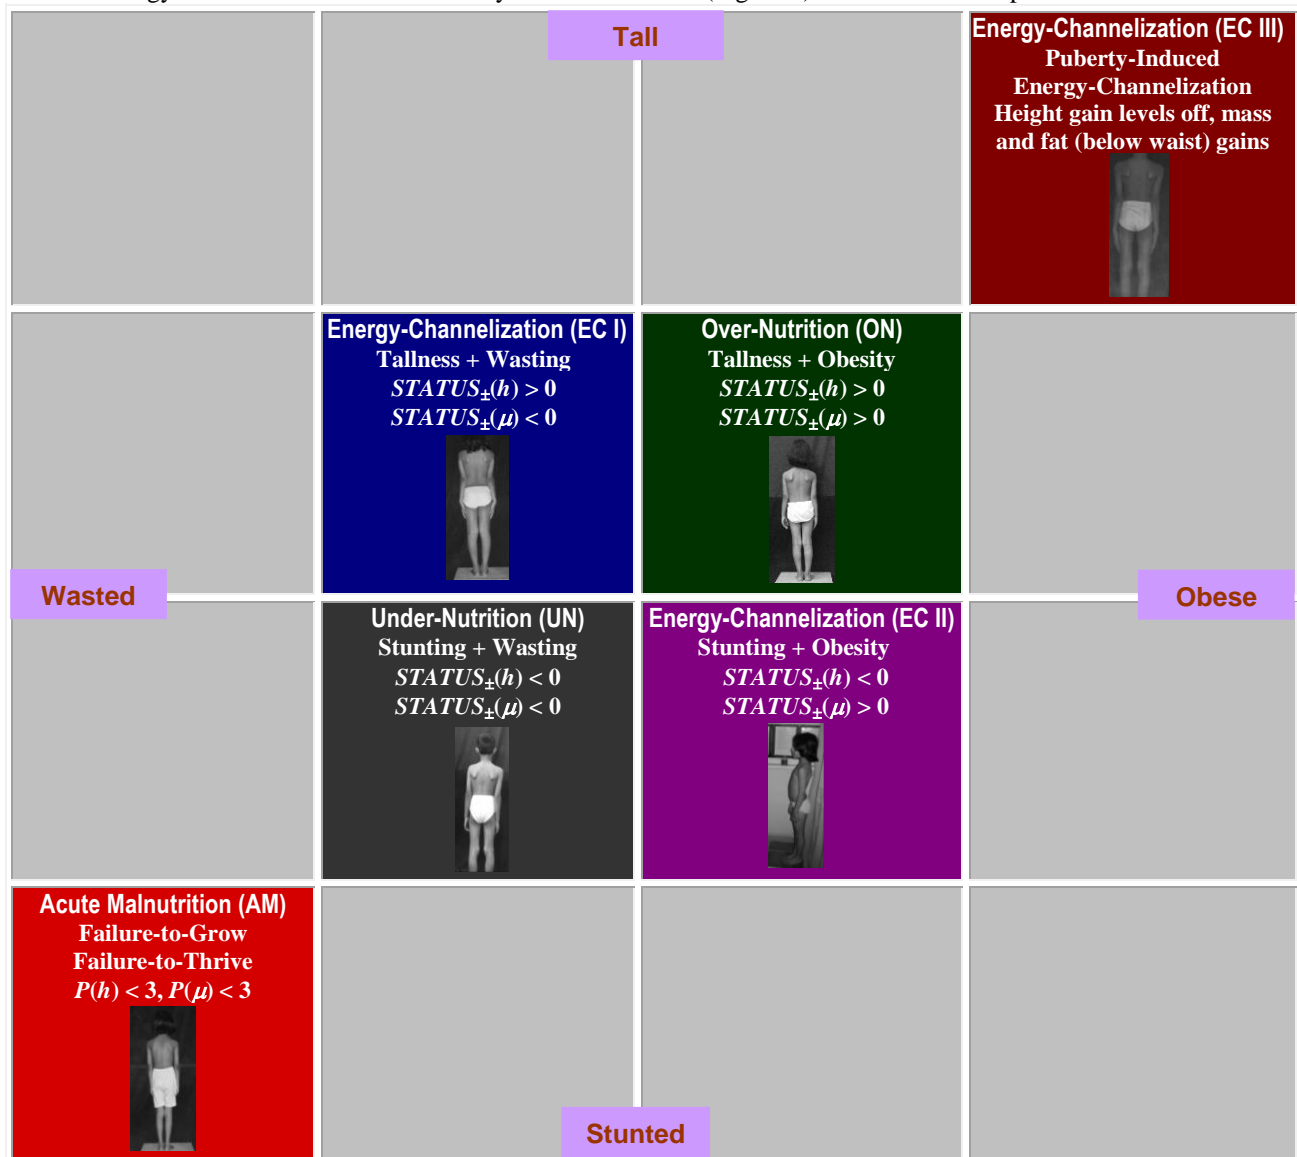 Tall
Energy-Channelization (EC III)
Puberty-Induced
Energy-Channelization
Height gain levels off, mass
and fat (below waist) gains
Energy-Channelization (EC I)
Tallness + Wasting
STATUS±(h) > 0
STATUS±(μ) < 0
Over-Nutrition (ON)
Tallness + Obesity
STATUS±(h) > 0
STATUS±(μ) > 0
Wasted
Obese
Under-Nutrition (UN)
Stunting + Wasting
STATUS±(h) < 0
STATUS±(μ) < 0
Energy-Channelization (EC II)
Stunting + Obesity
STATUS±(h) < 0
STATUS±(μ) > 0
Acute Malnutrition (AM)
Failure-to-Grow
Failure-to-Thrive
P(h) < 3, P(μ) < 3
Stunted